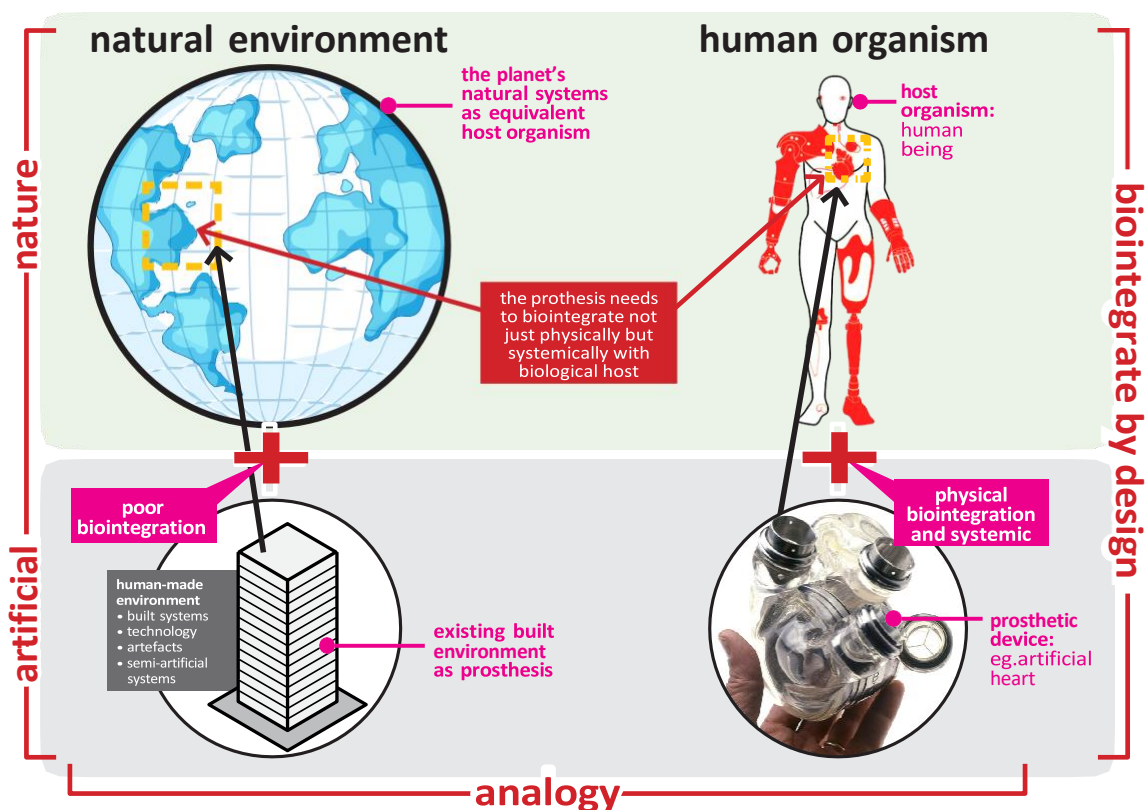 natural environment
human organism
the planet's
natural systems
as equivalent
host organism
host
organism:
human
being
nature
the prothesis needs
to biointegrate not
just physically but
systemically with
biological host
biointegrate by design
poor
biointegration
physical
biointegration
and systemic
artificial
human-made
environment
• built systems
• technology
• artefacts
• semi-artificial
systems
existing built
environment
as prosthesis
prosthetic
device:
eg.artificial
heart
analogy